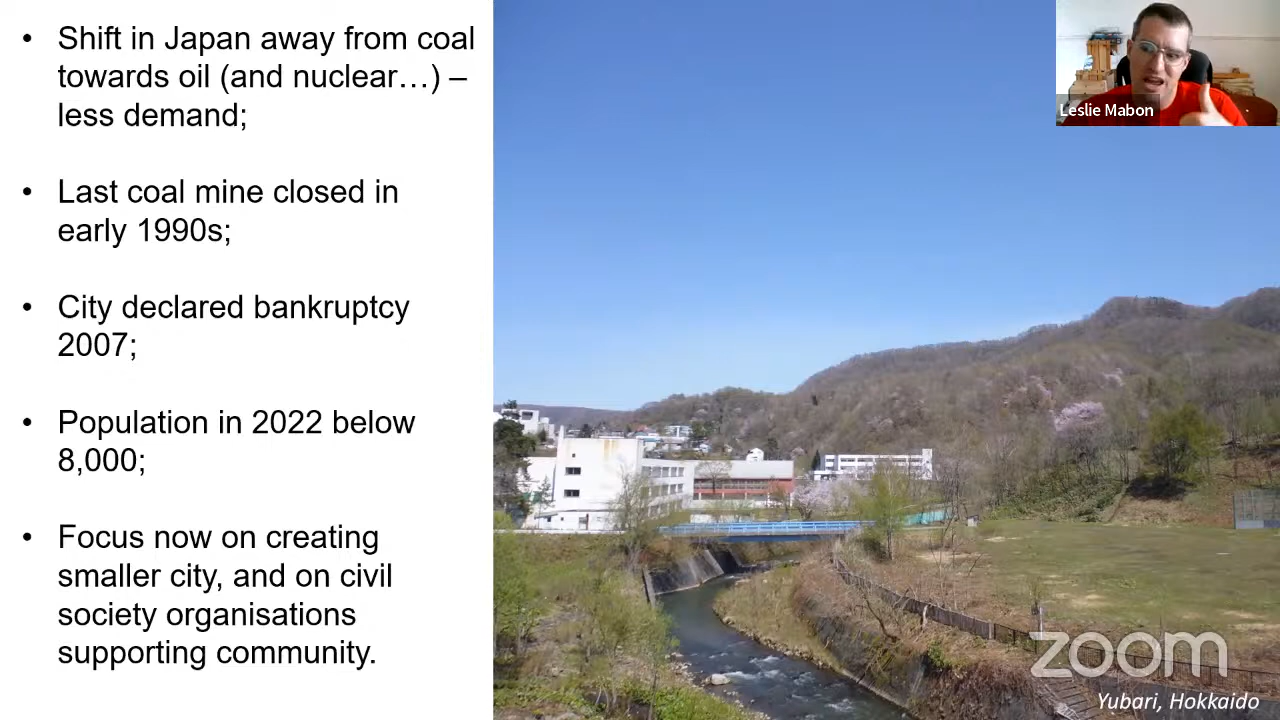 • Shift in Japan away from coal
towards oil (and nuclear…) –
less demand;
• Last coal mine closed in
early 1990s;
• City declared bankruptcy
2007;
• Population in 2022 below
8,000;
• Focus now on creating
smaller city, and on civil
society organisations
supporting community.
Leslie Mabon
zoom
Yubari, Hokkaido